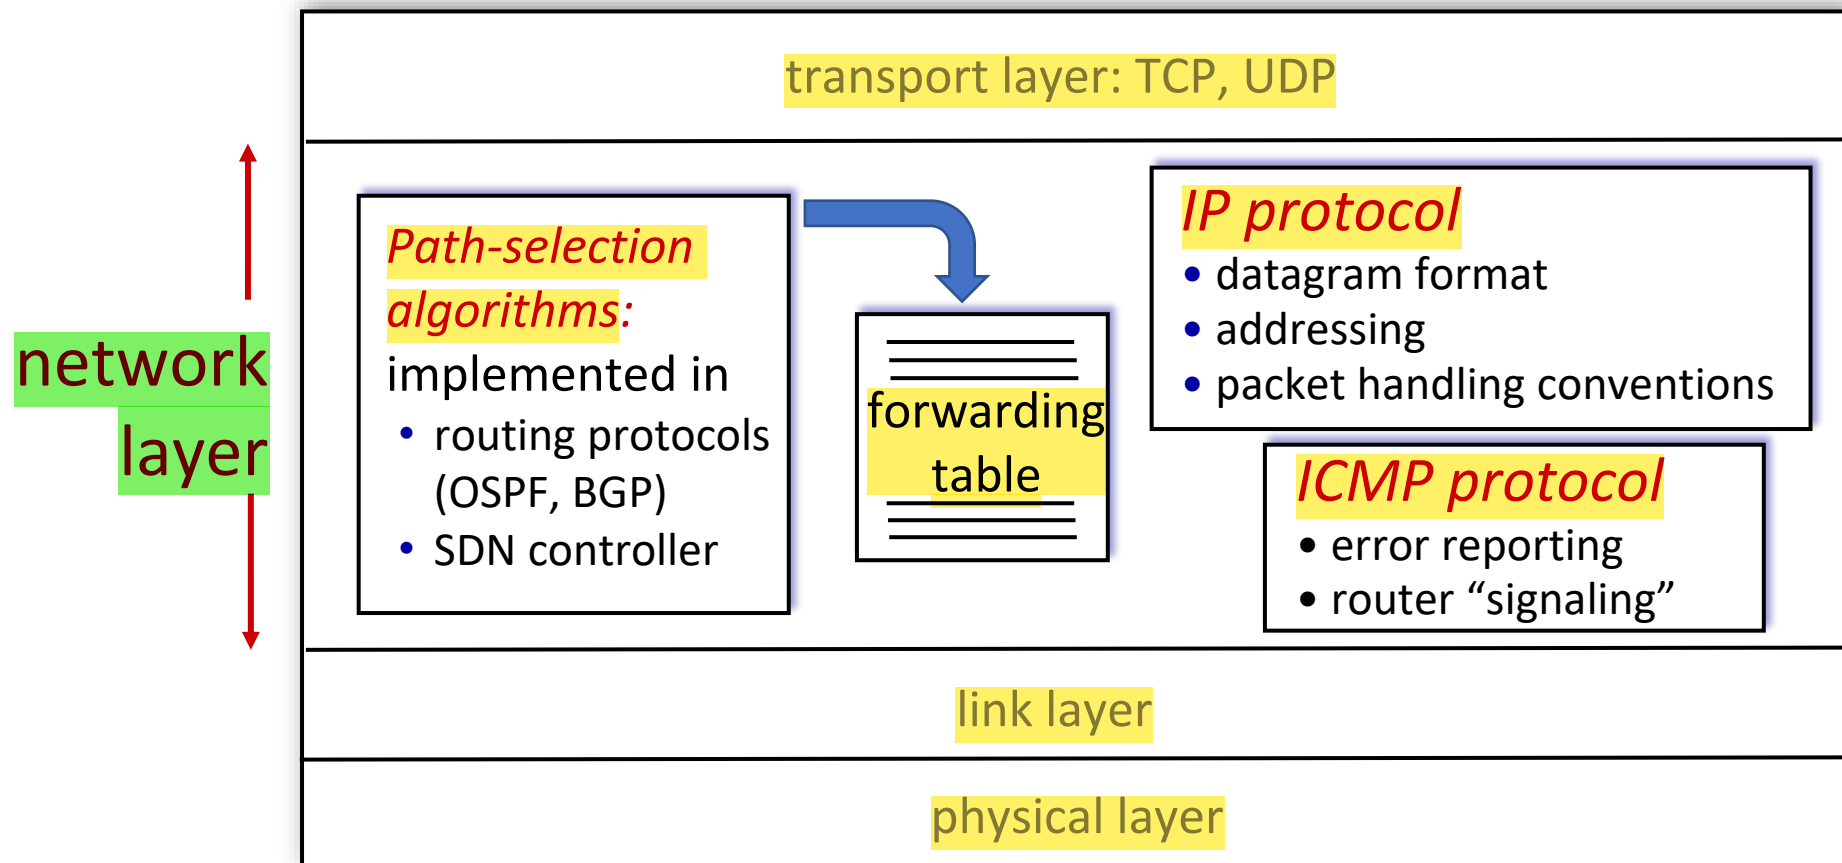 transport layer: TCP, UDP
network
layer
Path-selection
algorithms:
implemented in
• routing protocols
(OSPF, BGP)
• SDN controller
forwarding
table
IP protocol
• datagram format
• addressing
• packet handling conventions
ICMP protocol
• error reporting
• router “signaling”
link layer
physical layer